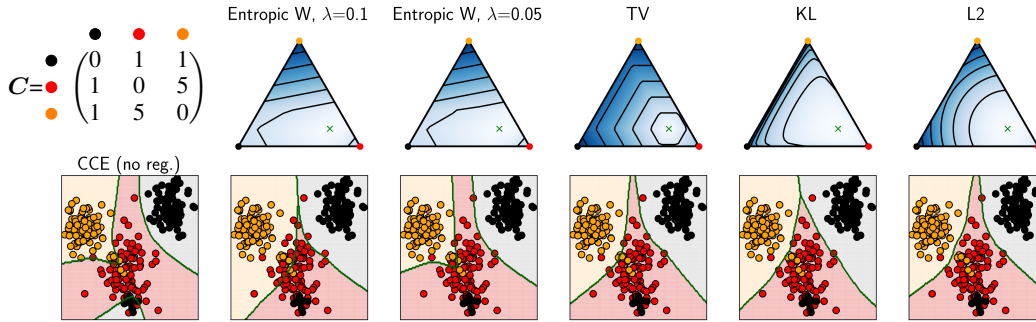 Entropic W, λ=0.1
Entropic W, λ=0.05
TV
KL
L2
C=
0 1 1
1 0 5
1 5 0
CCE (no reg.)